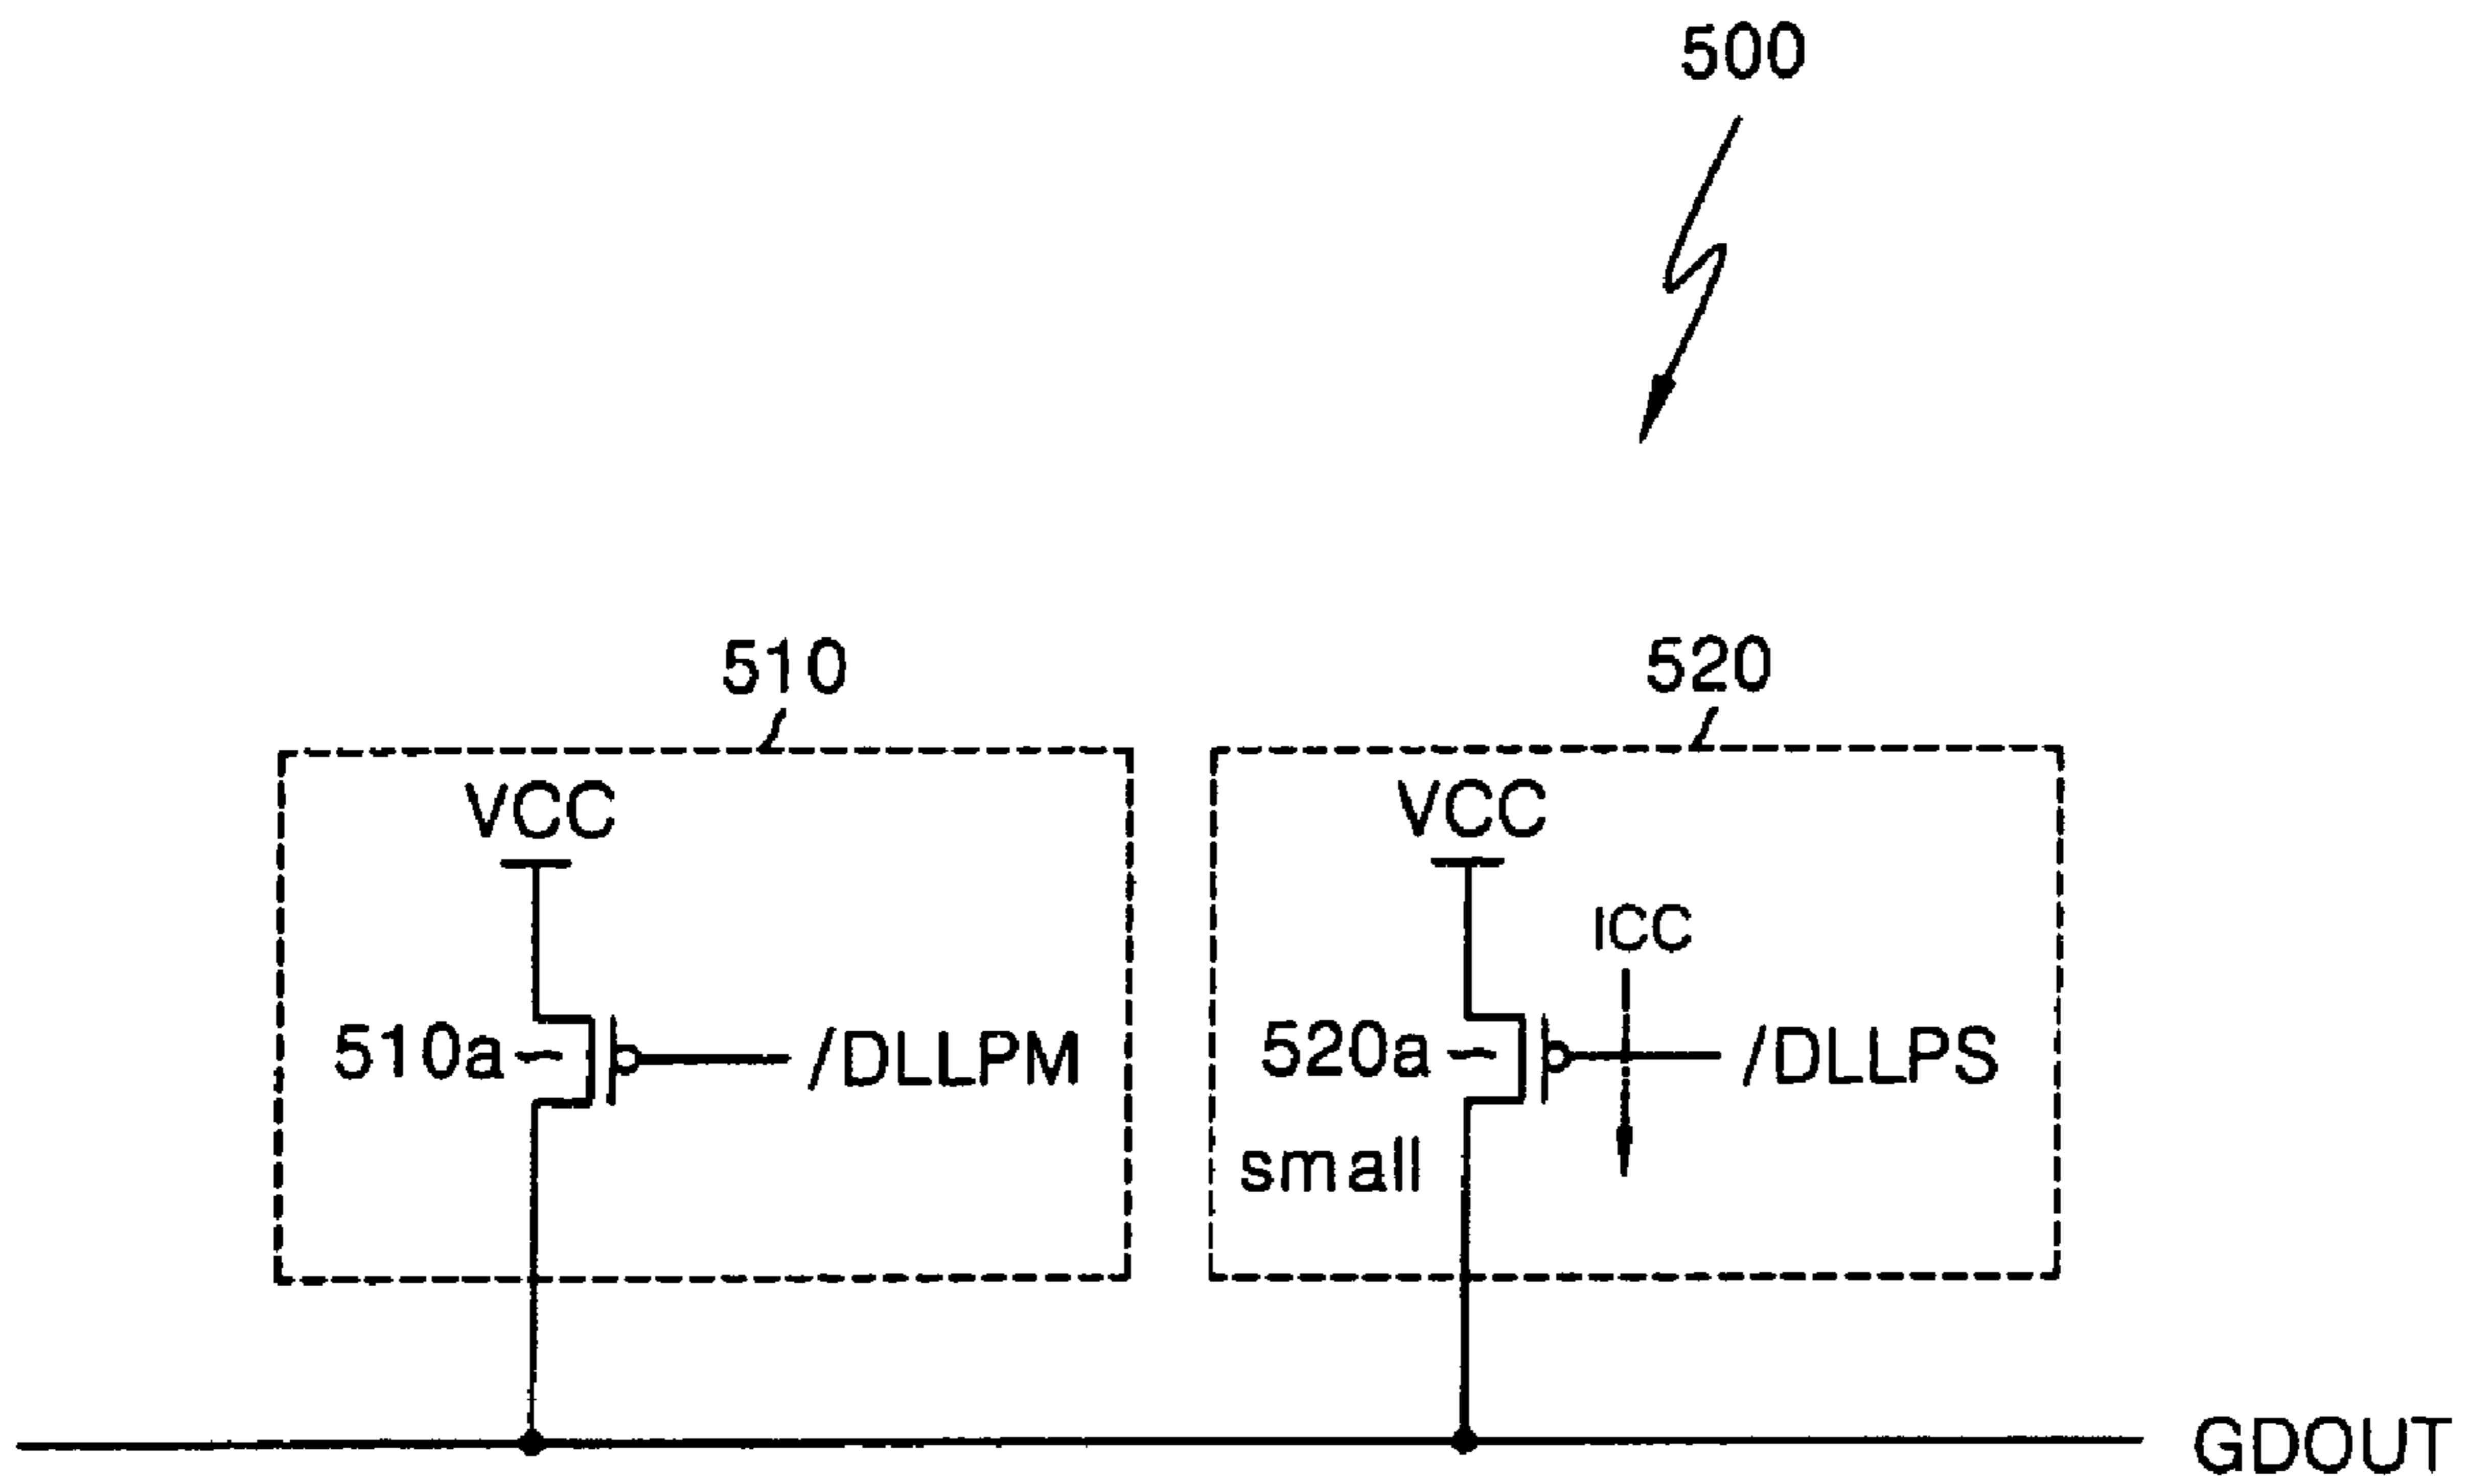 500
510
520
VCC
VCC
ICC
510a
/DLLPM
520a
/DLLPS
small
GDOUT